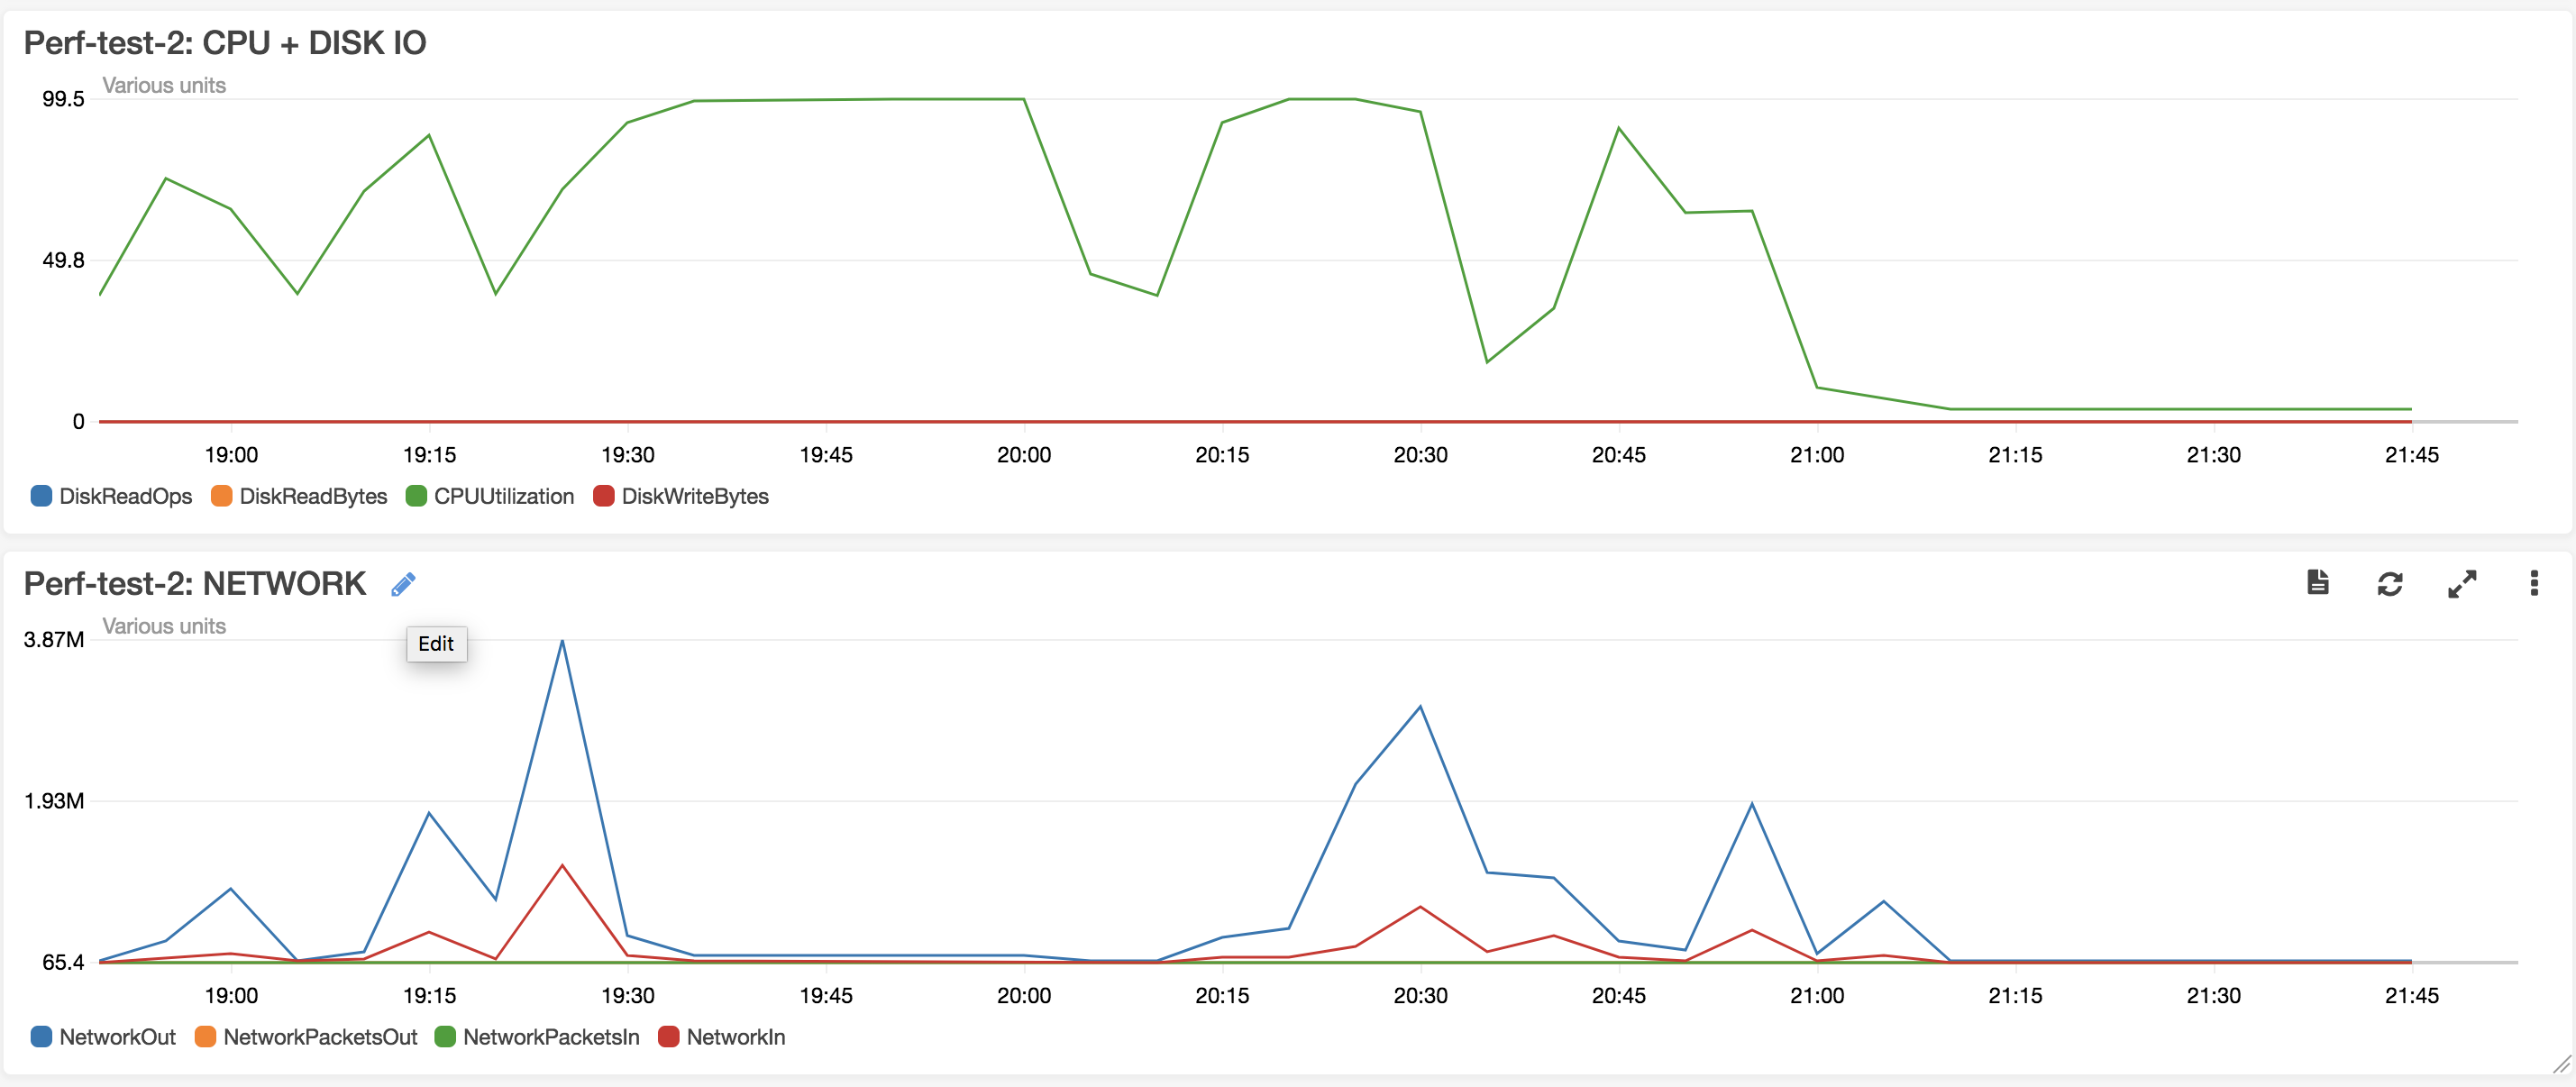 Perf-test-2: CPU + DISK IO
Various units
99.5
49.8
0
19:00 19:15 19:30 19:45 20:00 20:15 20:30 20:45 21:00 21:15 21:30 21:45
DiskReadOps DiskReadBytes CPUUtilization DiskWriteBytes
Perf-test-2: NETWORK
Various units
Edit
3.87M
1.93M
65.4
19:00 19:15 19:30 19:45 20:00 20:15 20:30 20:45 21:00 21:15 21:30 21:45
NetworkOut NetworkPacketsOut NetworkPacketsIn NetworkIn